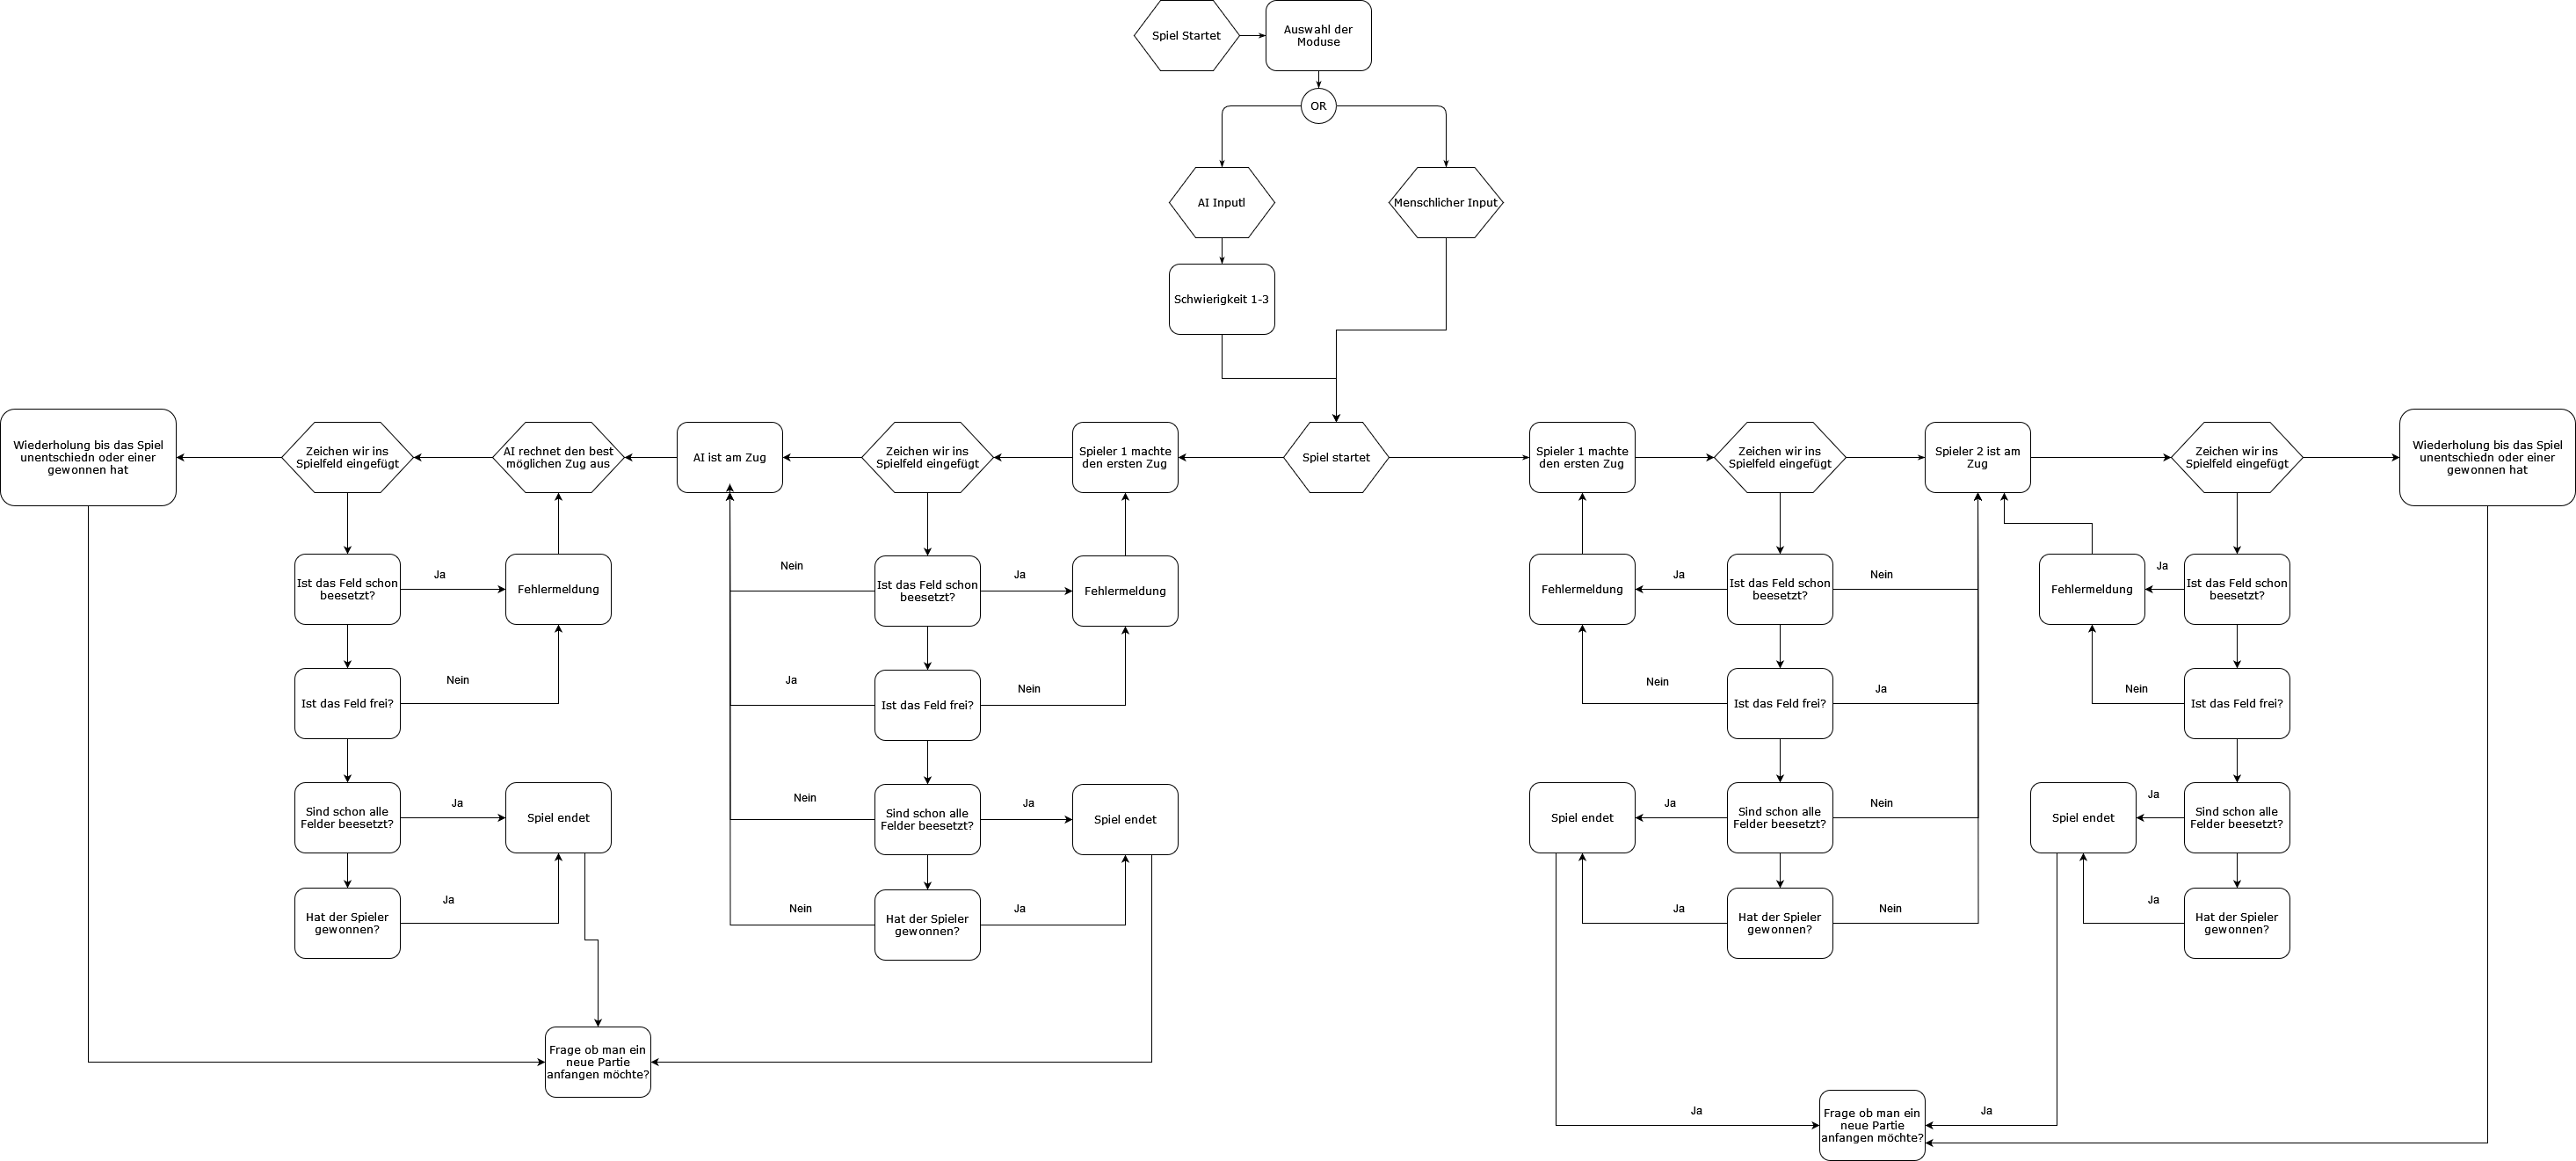 Spiel Startet
Auswahl der
Moduse
OR
AI Inputl
Menschlicher Input
Schwierigkeit 1-3
Wiederholung bis das Spiel
unentschiedn oder einer
gewonnen hat
Zeichen wir ins
Spielfeld eingefügt
AI rechnet den best
möglichen Zug aus
AI ist am Zug
Zeichen wir ins
Spielfeld eingefügt
Spieler 1 machte
den ersten Zug
Spiel startet
Spieler 1 machte
den ersten Zug
Zeichen wir ins
Spielfeld eingefügt
Spieler 2 ist am
Zug
Zeichen wir ins
Spielfeld eingefügt
Wiederholung bis das Spiel
unentschiedn oder einer
gewonnen hat
Ist das Feld schon
beesetzt?
Ja
Fehlermeldung
Nein
Ist das Feld schon
beesetzt?
Ja
Fehlermeldung
Fehlermeldung
Ja
Ist das Feld schon
beesetzt?
Nein
Fehlermeldung
Ja
Ist das Feld schon
beesetzt?
Ist das Feld frei?
Nein
Ja
Ist das Feld frei?
Nein
Nein
Ist das Feld frei?
Ja
Nein
Ist das Feld frei?
Sind schon alle
Felder beesetzt?
Ja
Spiel endet
Nein
Sind schon alle
Felder beesetzt?
Ja
Spiel endet
Spiel endet
Ja
Sind schon alle
Felder beesetzt?
Nein
Spiel endet
Ja
Sind schon alle
Felder beesetzt?
Hat der Spieler
gewonnen?
Ja
Nein
Hat der Spieler
gewonnen?
Ja
Ja
Hat der Spieler
gewonnen?
Nein
Ja
Hat der Spieler
gewonnen?
Frage ob man ein
neue Partie
anfangen möchte?
Ja
Frage ob man ein
neue Partie
anfangen möchte?
Ja